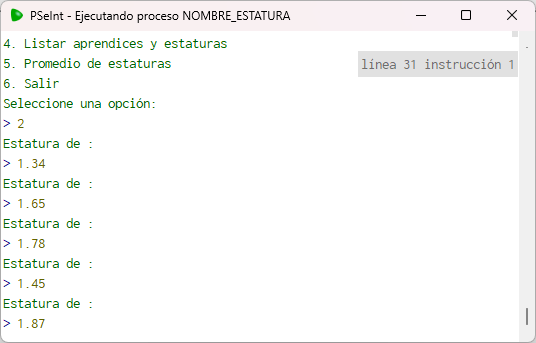 PSeInt - Ejecutando proceso NOMBRE_ESTATURA
4. Listar aprendices y estaturas
5. Promedio de estaturas
línea 31 instrucción 1
6. Salir
Seleccione una opción:
> 2
Estatura de :
> 1.34
Estatura de :
> 1.65
Estatura de :
> 1.78
Estatura de :
> 1.45
Estatura de :
> 1.87